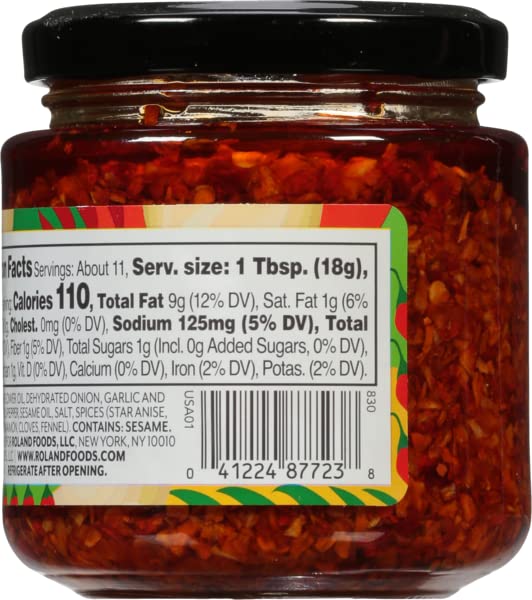 Facts Servings: About 11, Serv. size: 1 Tbsp. (18g),
Calories 110, Total Fat 9g (12% DV), Sat. Fat 1g (6%
Cholest. 0mg (0% DV), Sodium 125mg (5% DV), Total
DV), Fiber 1g (5% DV), Total Sugars 1g (Incl. 0g Added Sugars, 0% DV),
1g, Vit. D (0% DV), Calcium (0% DV), Iron (2% DV), Potas. (2% DV).
OIL, DEHYDRATED ONION, GARLIC AND
PEPPER, SESAME OIL, SALT, SPICES (STAR ANISE,
CLOVES, FENNEL). CONTAINS: SESAME.
ROLAND FOODS, LLC, NEW YORK, NY 10010
LLC | WWW.ROLANDFOODS.COM
REFRIGERATE AFTER OPENING.
USA01
830
0 41224 87723 8